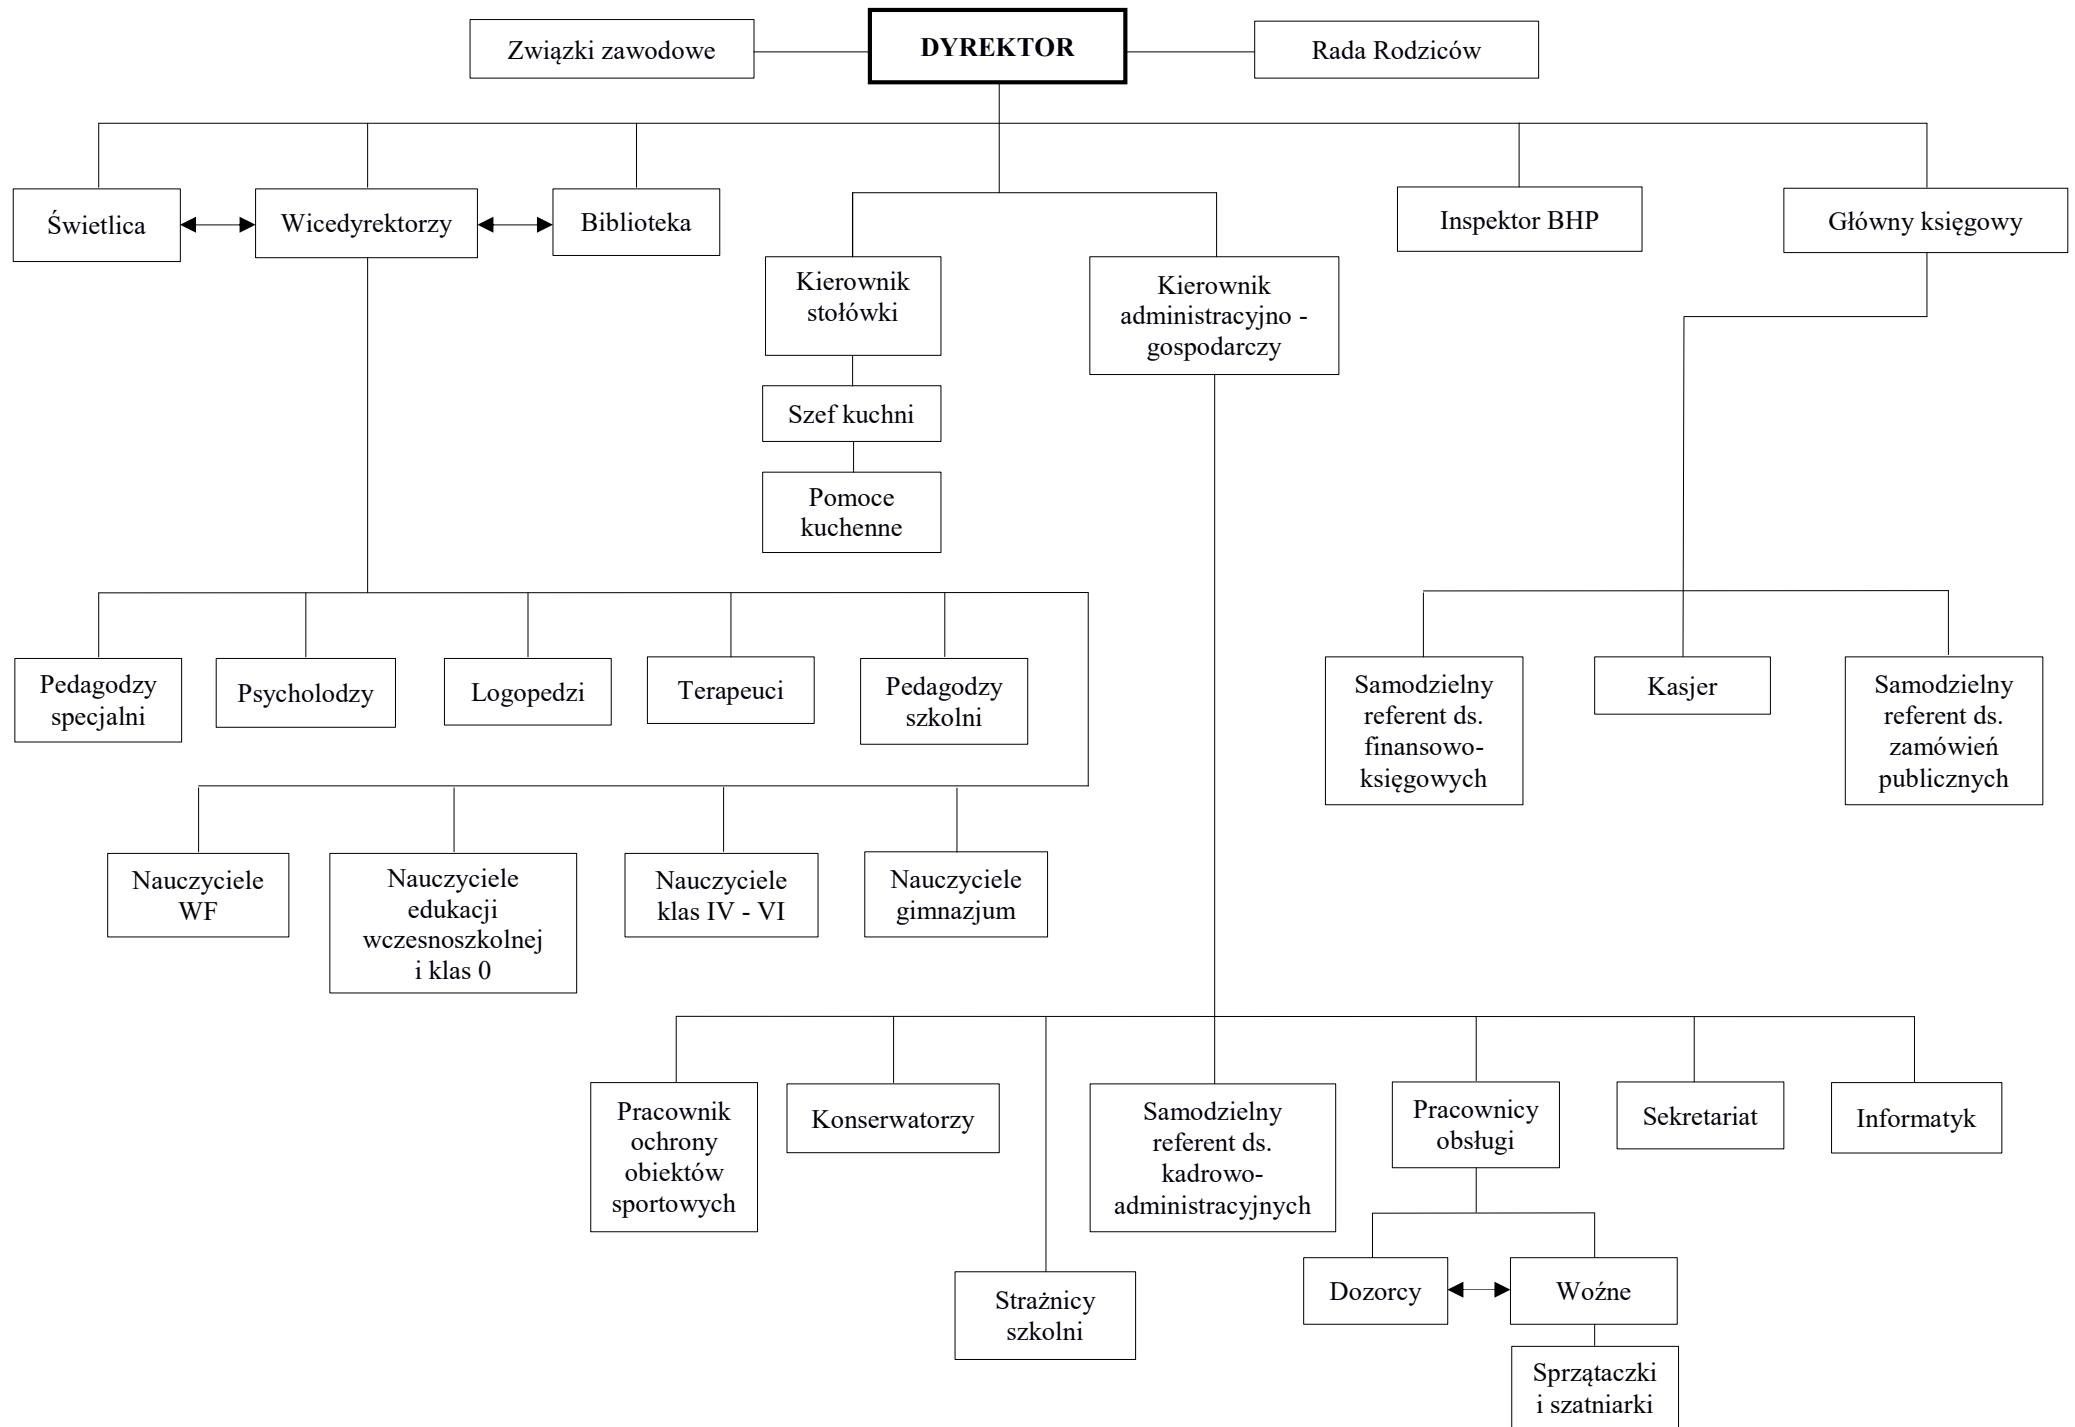 Związki zawodowe
DYREKTOR
Rada Rodziców
Świetlica
Wicedyrektorzy
Biblioteka
Inspektor BHP
Główny księgowy
Kierownik
stołówki
Kierownik
administracyjno -
gospodarczy
Szef kuchni
Pomoce
kuchenne
Pedagodzy
specjalni
Psycholodzy
Logopedzi
Terapeuci
Pedagodzy
szkolni
Samodzielny
referent ds.
finansowo-
księgowych
Kasjer
Samodzielny
referent ds.
zamówień
publicznych
Nauczyciele
WF
Nauczyciele
edukacji
wczesnoszkolnej
i klas 0
Nauczyciele
klas IV - VI
Nauczyciele
gimnazjum
Pracownik
ochrony
obiektów
sportowych
Konserwatorzy
Samodzielny
referent ds.
kadrowo-
administracyjnych
Pracownicy
obsługi
Sekretariat
Informatyk
Strażnicy
szkolni
Dozorcy
Woźne
Sprzątaczki
i szatniarki